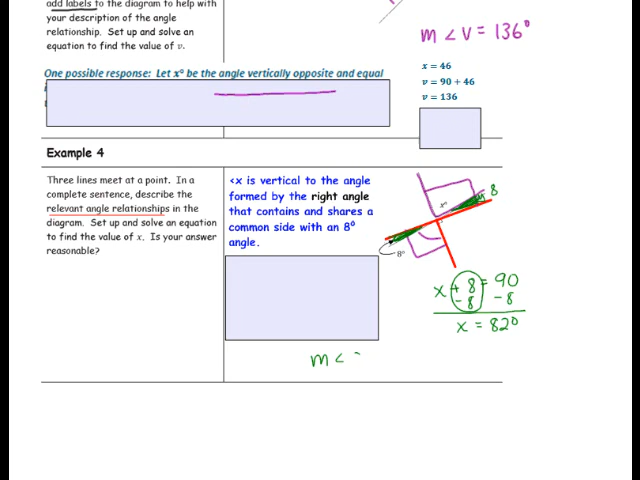 add labels to the diagram to help with
your description of the angle
relationship. Set up and solve an
equation to find the value of v.
m ∠ V = 136°
One possible response: Let x° be the angle vertically opposite and equal
x = 46
v = 90 + 46
v = 136
Example 4
Three lines meet at a point. In a
complete sentence, describe the
relevant angle relationships in the
diagram. Set up and solve an equation
to find the value of x. Is your answer
reasonable?
<x is vertical to the angle
formed by the right angle
that contains and shares a
common side with an 8⁰
angle.
8
x°
8°
x + 8 = 90
- 8 - 8
x = 82°
m <